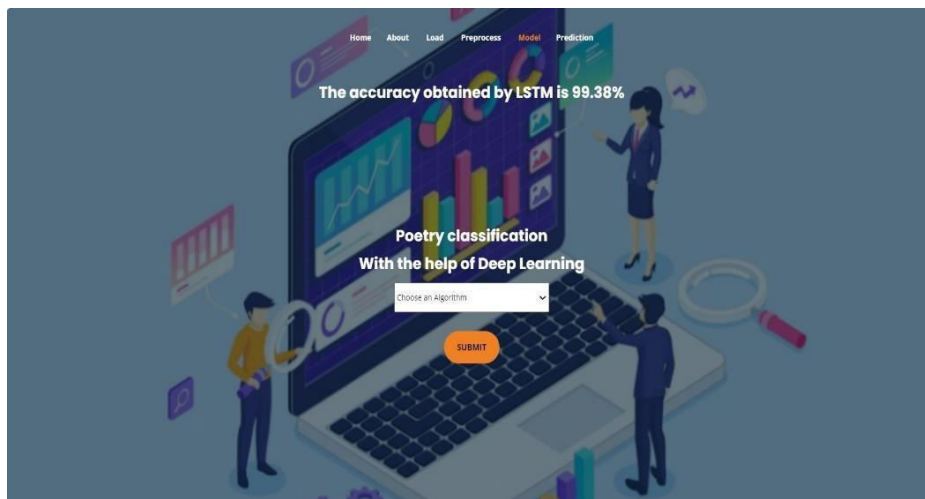 Home About Load Preprocess Model Prediction
The accuracy obtained by LSTM is 99.38%
Poetry classification
With the help of Deep Learning
Choose an Algorithm
SUBMIT